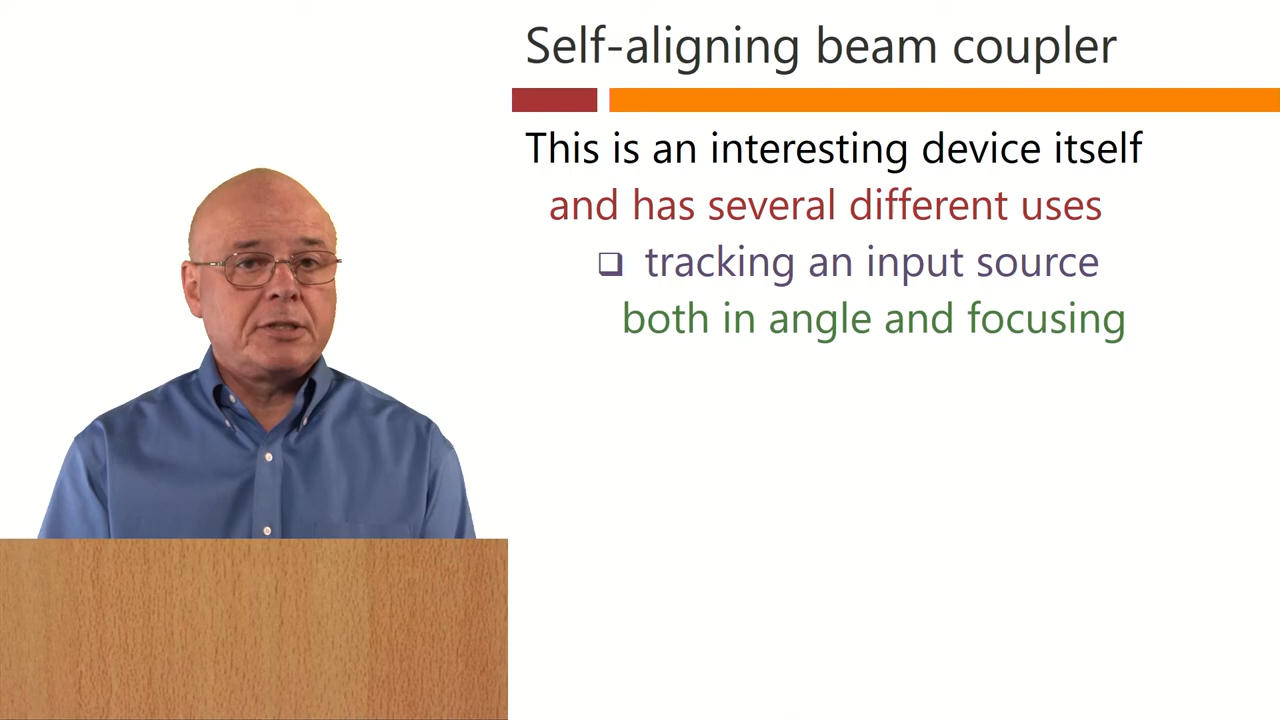 Self-aligning beam coupler
This is an interesting device itself
and has several different uses
❑ tracking an input source
both in angle and focusing